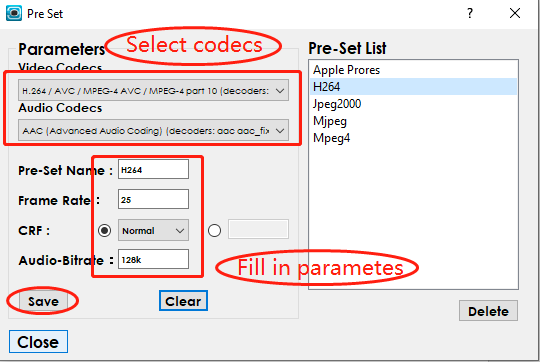 Pre Set
?
Parameters
Select codecs
Video Codecs
H.264 / AVC / MPEG-4 AVC / MPEG-4 part 10 (decoders:
Audio Codecs
AAC (Advanced Audio Coding) (decoders: aac aac_fix
Pre-Set Name : H264
Frame Rate : 25
CRF : Normal
Audio-Bitrate : 128k
Fill in parametes
Save
Clear
Close
Pre-Set List
Apple Prores
H264
Jpeg2000
Mjpeg
Mpeg4
Delete